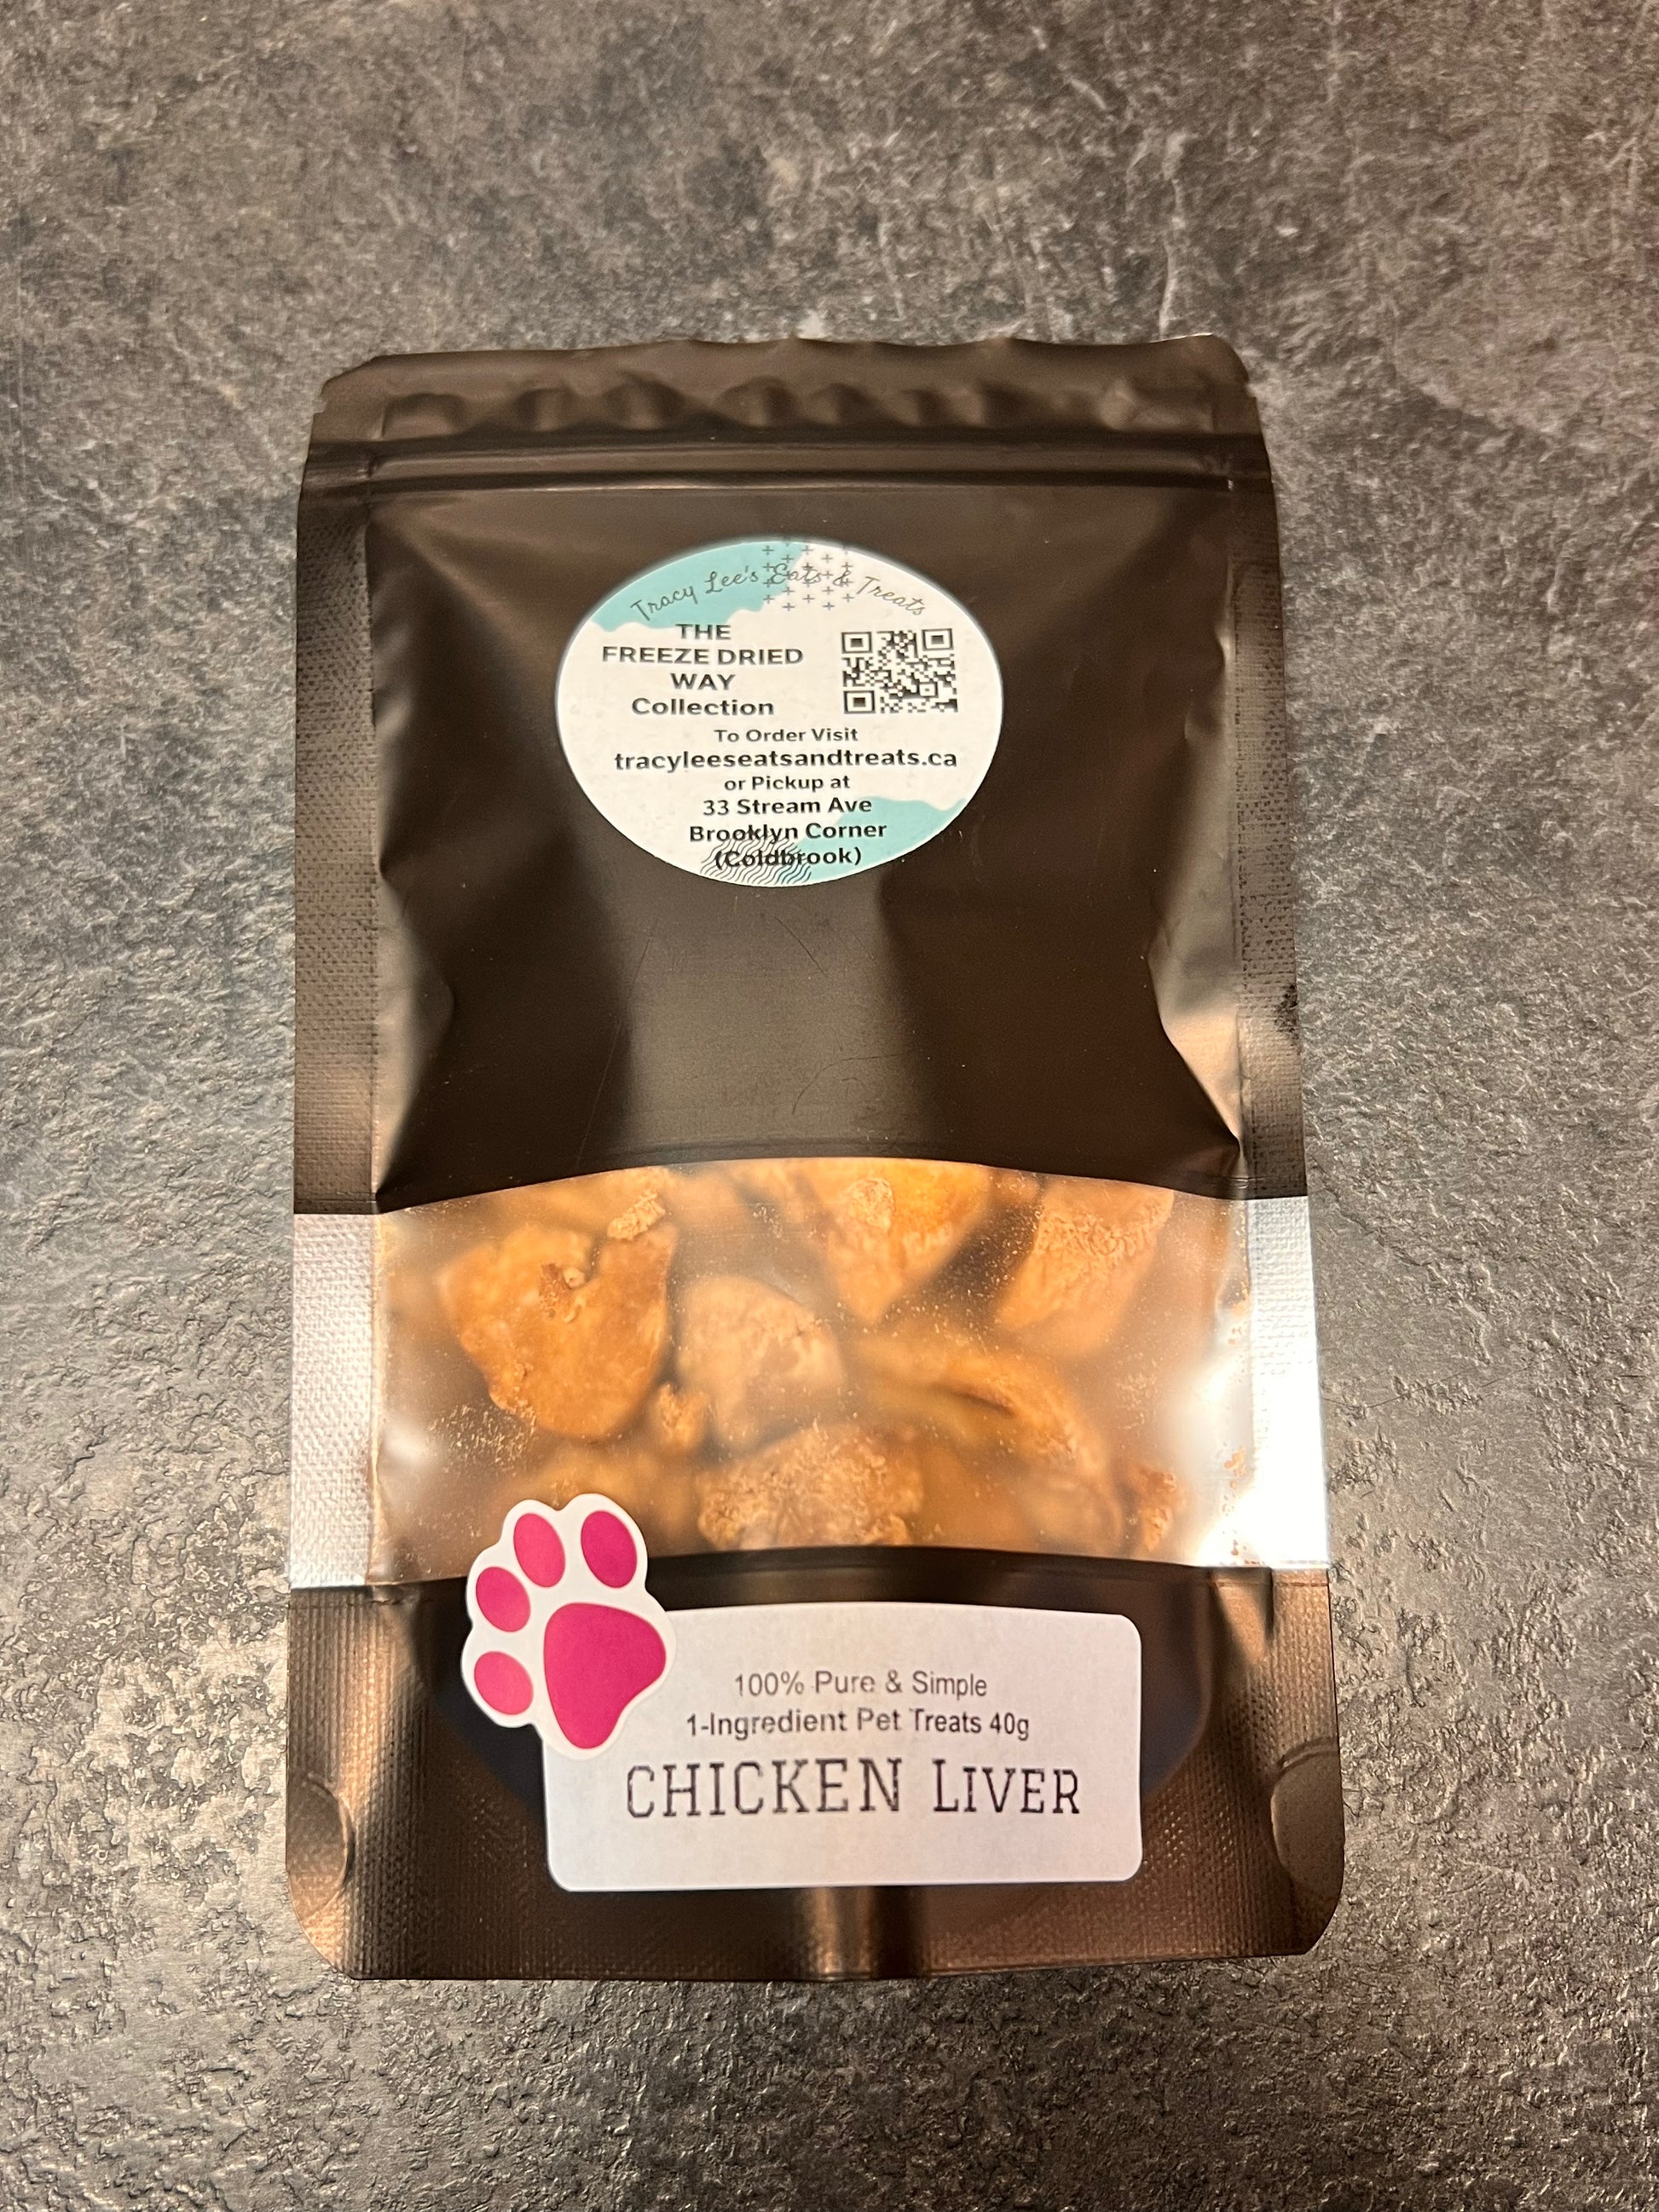 Tracy Lee's Eats & Treats
THE
FREEZE DRIED
WAY
Collection
To Order Visit
tracyleeseatsandtreats.ca
or Pickup at
33 Stream Ave
Brooklyn Corner
(Coldbrook)
100% Pure & Simple
1-Ingredient Pet Treats 40g
CHICKEN LIVER